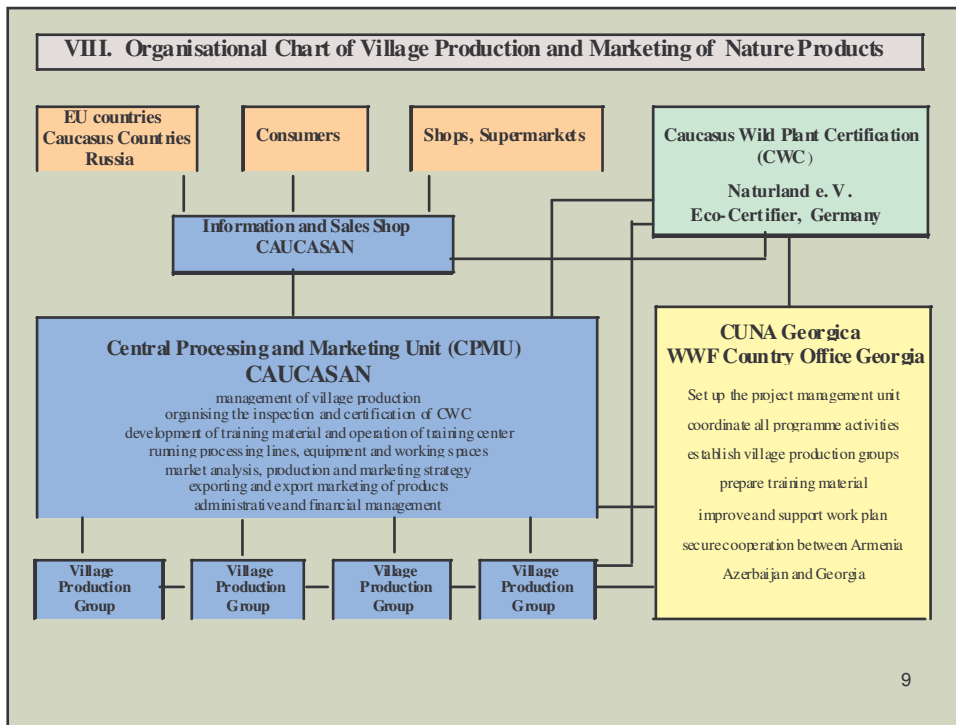 VIII. Organisational Chart of Village Production and Marketing of Nature Products
EU countries
Caucasus Countries
Russia
Consumers
Shops, Supermarkets
Caucasus Wild Plant Certification
(CWC)
Naturland e. V.
Eco-Certifier, Germany
Information and Sales Shop
CAUCASAN
Central Processing and Marketing Unit (CPMU)
CAUCASAN
management of village production
organising the inspection and certification of CWC
development of training material and operation of training center
running processing lines, equipment and working spaces
market analysis, production and marketing strategy
exporting and export marketing of products
administrative and financial management
CUNA Georgica
WWF Country Office Georgia
Set up the project management unit
coordinate all programme activities
establish village production groups
prepare training material
improve and support work plan
secure cooperation between Armenia
Azerbaijan and Georgia
Village
Production
Group
Village
Production
Group
Village
Production
Group
Village
Production
Group
9